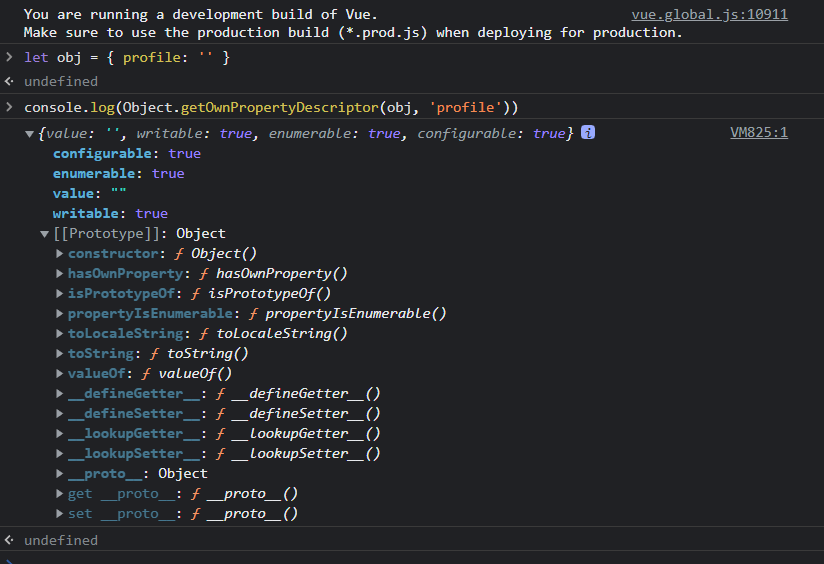 You are running a development build of Vue. vue.global.js:10911
Make sure to use the production build (*.prod.js) when deploying for production.
let obj = { profile: '' }
undefined
console.log(Object.getOwnPropertyDescriptor(obj, 'profile'))
{value: '', writable: true, enumerable: true, configurable: true} i VM825:1
configurable: true
enumerable: true
value: ""
writable: true
[[Prototype]]: Object
constructor: ƒ Object()
hasOwnProperty: ƒ hasOwnProperty()
isPrototypeOf: ƒ isPrototypeOf()
propertyIsEnumerable: ƒ propertyIsEnumerable()
toLocaleString: ƒ toLocaleString()
toString: ƒ toString()
valueOf: ƒ valueOf()
__defineGetter__: ƒ __defineGetter__()
__defineSetter__: ƒ __defineSetter__()
__lookupGetter__: ƒ __lookupGetter__()
__lookupSetter__: ƒ __lookupSetter__()
__proto__: Object
get __proto__: ƒ __proto__()
set __proto__: ƒ __proto__()
undefined